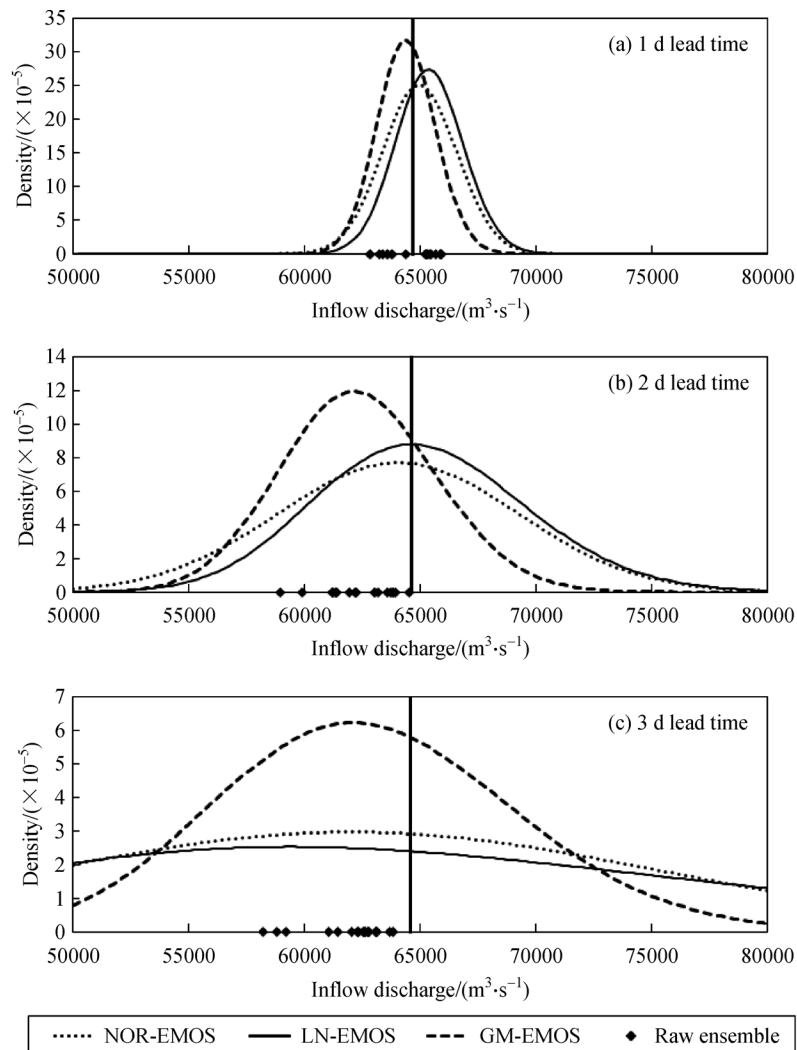 35
30
25
20
15
10
5
0
Density/(×10⁻⁵)
(a) 1 d lead time
50000 55000 60000 65000 70000 75000 80000
Inflow discharge/(m³·s⁻¹)
14
12
10
8
6
4
2
0
Density/(×10⁻⁵)
(b) 2 d lead time
50000 55000 60000 65000 70000 75000 80000
Inflow discharge/(m³·s⁻¹)
7
6
5
4
3
2
1
0
Density/(×10⁻⁵)
(c) 3 d lead time
50000 55000 60000 65000 70000 75000 80000
Inflow discharge/(m³·s⁻¹)
NOR-EMOS LN-EMOS GM-EMOS Raw ensemble